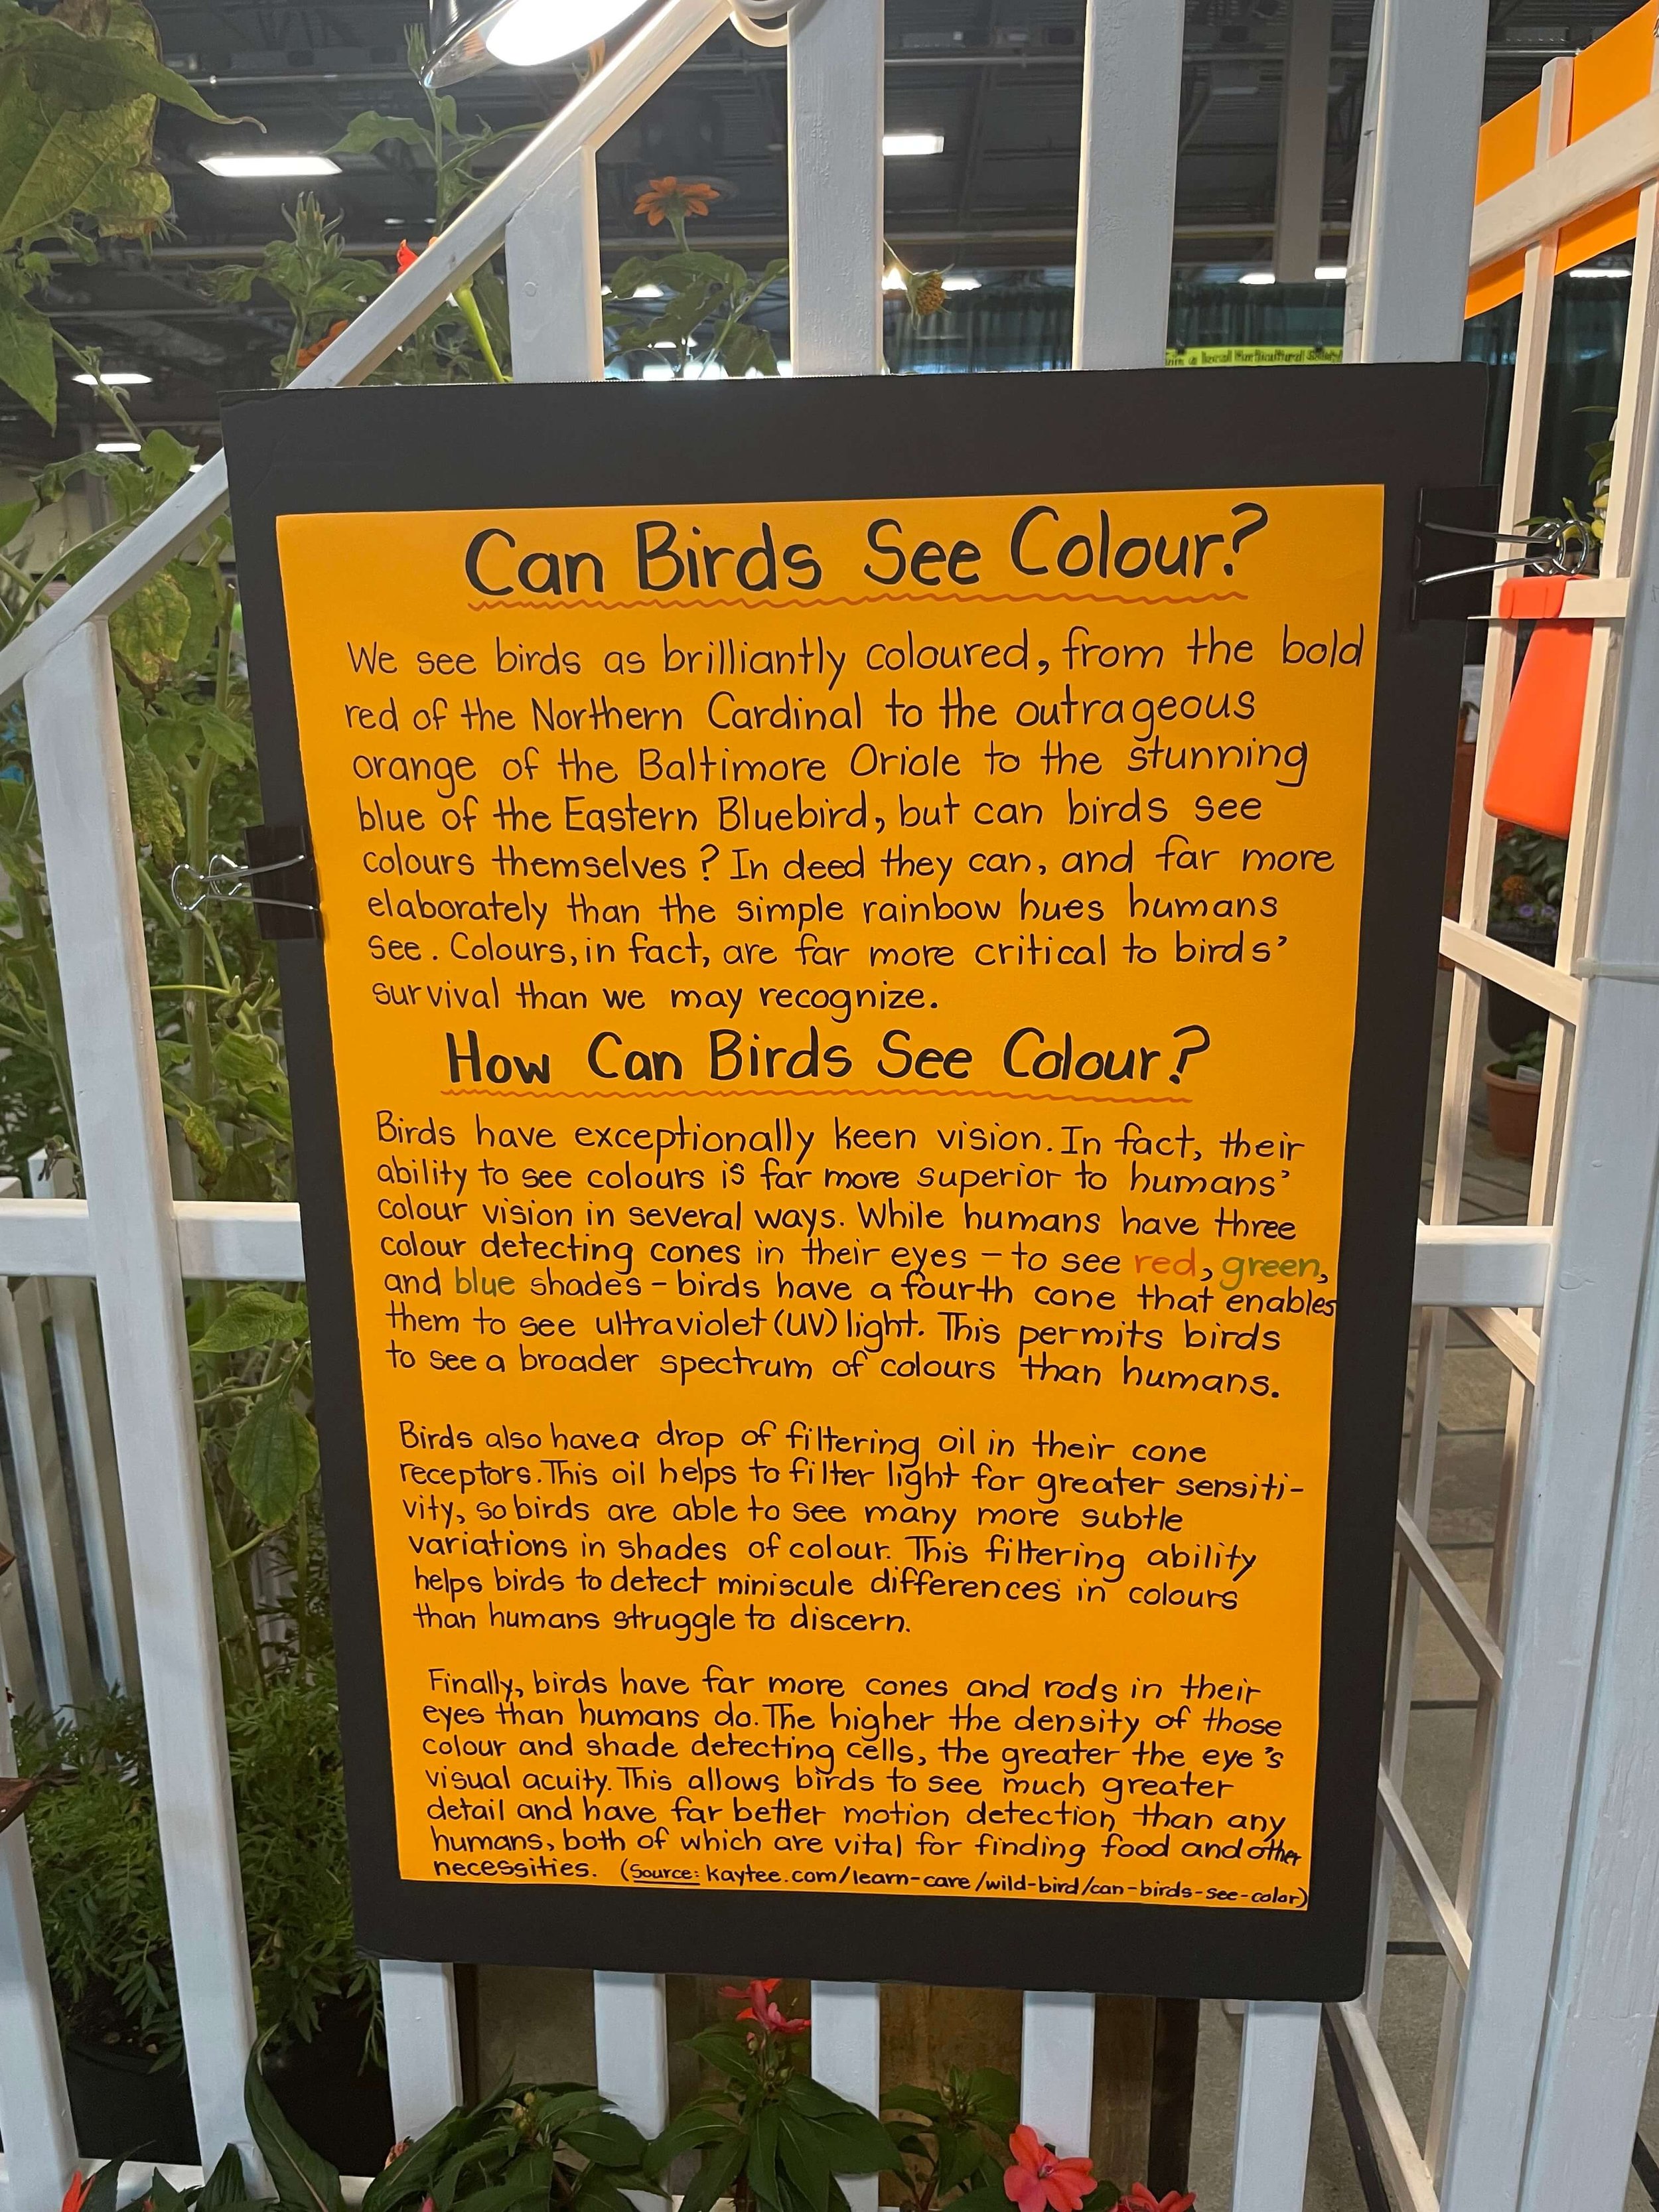 Can Birds See Colour?
We see birds as brilliantly coloured, from the bold
red of the Northern Cardinal to the outrageous
orange of the Baltimore Oriole to the stunning
blue of the Eastern Bluebird, but can birds see
colours themselves? In deed they can, and far more
elaborately than the simple rainbow hues humans
see. Colours, in fact, are far more critical to birds'
survival than we may recognize.
How Can Birds See Colour?
Birds have exceptionally keen vision. In fact, their
ability to see colours is far more superior to humans'
colour vision in several ways. While humans have three
colour detecting cones in their eyes – to see red, green,
and blue shades – birds have a fourth cone that enables
them to see ultraviolet (UV) light. This permits birds
to see a broader spectrum of colours than humans.
Birds also have a drop of filtering oil in their cone
receptors. This oil helps to filter light for greater sensiti-
vity, so birds are able to see many more subtle
variations in shades of colour. This filtering ability
helps birds to detect miniscule differences in colours
than humans struggle to discern.
Finally, birds have far more cones and rods in their
eyes than humans do. The higher the density of those
colour and shade detecting cells, the greater the eye's
visual acuity. This allows birds to see much greater
detail and have far better motion detection than any
humans, both of which are vital for finding food and other
necessities. (Source: kaytee.com/learn-care/wild-bird/can-birds-see-color)